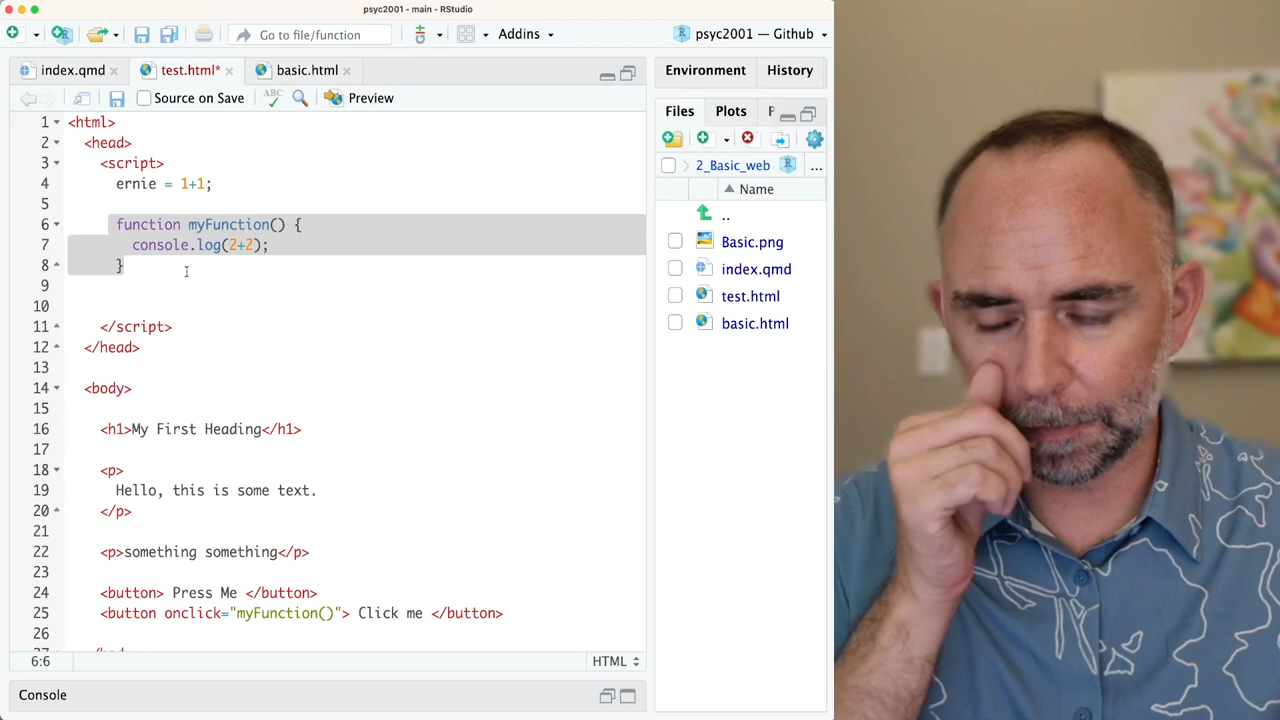 psyc2001 - main - RStudio
Go to file/function
Addins
psyc2001 — Github
index.qmd
test.html*
basic.html
Environment
History
Source on Save
ABC
Preview
Files
Plots
2_Basic_web
...
Name
..
Basic.png
index.qmd
test.html
basic.html
1 <html>
2 <head>
3 <script>
4 ernie = 1+1;
5
6 function myFunction() {
7 console.log(2+2);
8 }
9
10
11 </script>
12 </head>
13
14 <body>
15
16 <h1>My First Heading</h1>
17
18 <p>
19 Hello, this is some text.
20 </p>
21
22 <p>something something</p>
23
24 <button> Press Me </button>
25 <button onclick="myFunction()"> Click me </button>
26
6:6
HTML
Console